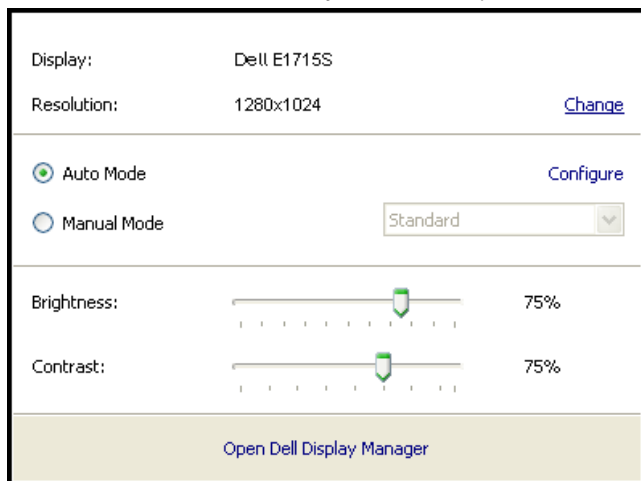 Display: Dell E1715S
Resolution: 1280x1024 Change
Auto Mode Configure
Manual Mode Standard
Brightness: 75%
Contrast: 75%
Open Dell Display Manager